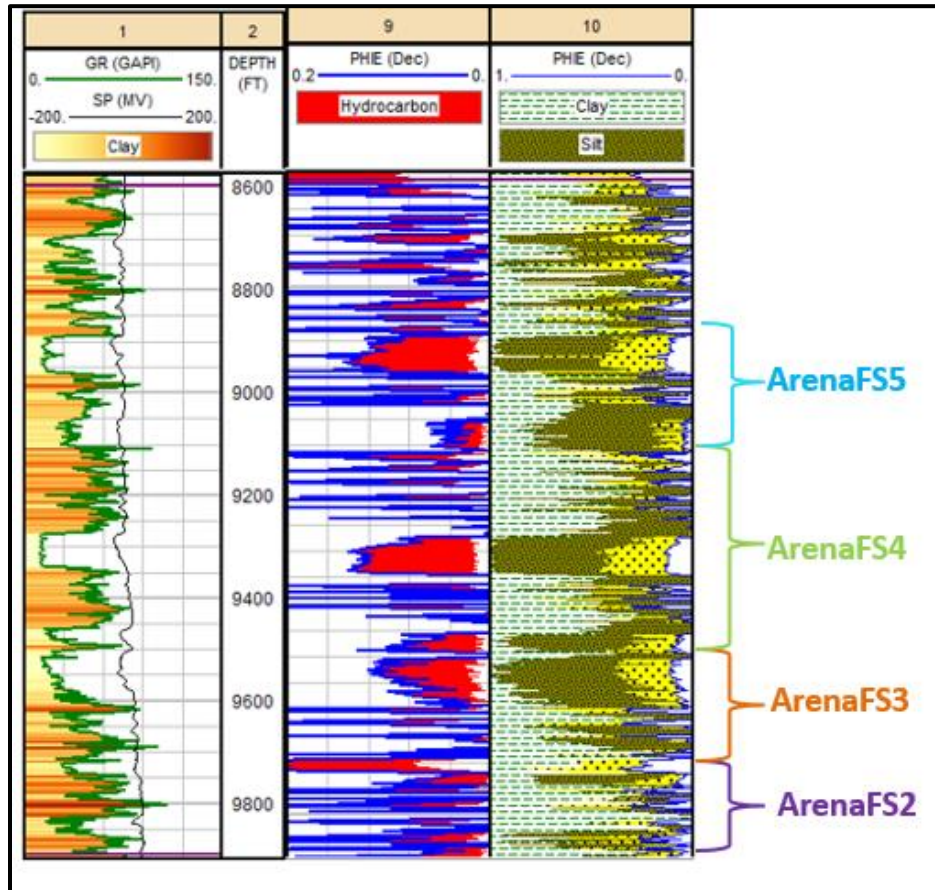 1
2
9
10
GR (GAPI)
0. 150.
SP (MV)
-200. 200.
Clay
DEPTH
(FT)
PHIE (Dec)
0.2 0.
Hydrocarbon
PHIE (Dec)
1. 0.
Clay
Silt
8600
8800
9000
9200
9400
9600
9800
ArenaFS5
ArenaFS4
ArenaFS3
ArenaFS2